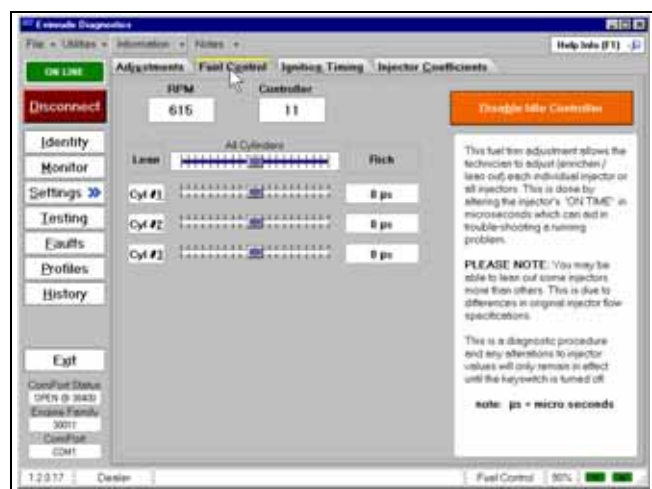 Evinrude Diagnostics
File Utilities Information Notes
Help Info (F1)
ON LINE
Adjustments Fuel Control Ignition Timing Injector Coefficients
Disconnect
RPM Controller
615 11
Disable Idle Controller
Identity
Monitor
Settings
Testing
Faults
Profiles
History
Exit
All Cylinders
Lean Rich
Cyl #1 0 µs
Cyl #2 0 µs
Cyl #3 0 µs
This fuel trim adjustment allows the
technician to adjust (enrichen /
lean out) each individual injector or
all injectors. This is done by
altering the injector's 'ON TIME' in
microseconds which can aid in
trouble-shooting a running
problem.
PLEASE NOTE: You may be
able to lean out some injectors
more than others. This is due to
differences in original injector flow
specifications.
This is a diagnostic procedure
and any alterations to injector
values will only remain in effect
until the keyswitch is turned off.
note: µs = micro seconds
ComPort Status
OPEN @ 38400
Engine Family
30011
ComPort
COM1
1.2.0.17 Dealer Fuel Control 90%